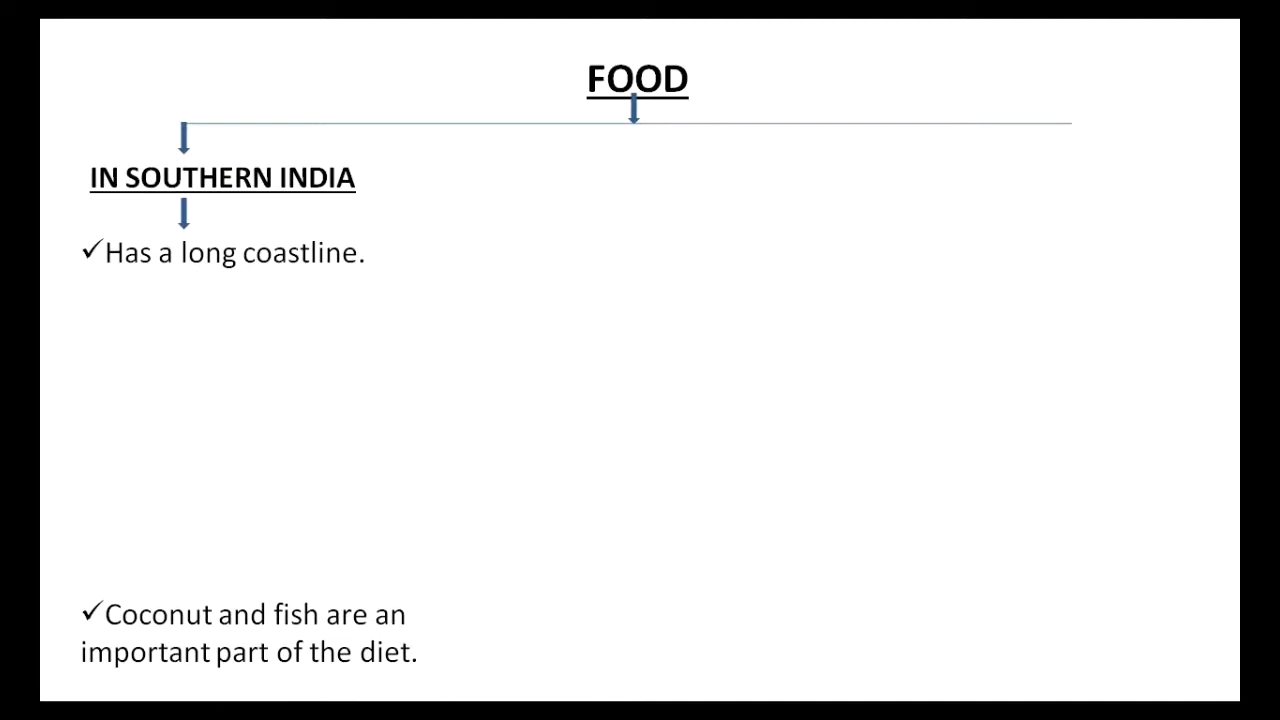 FOOD
IN SOUTHERN INDIA
✓Has a long coastline.
✓Coconut and fish are an
important part of the diet.